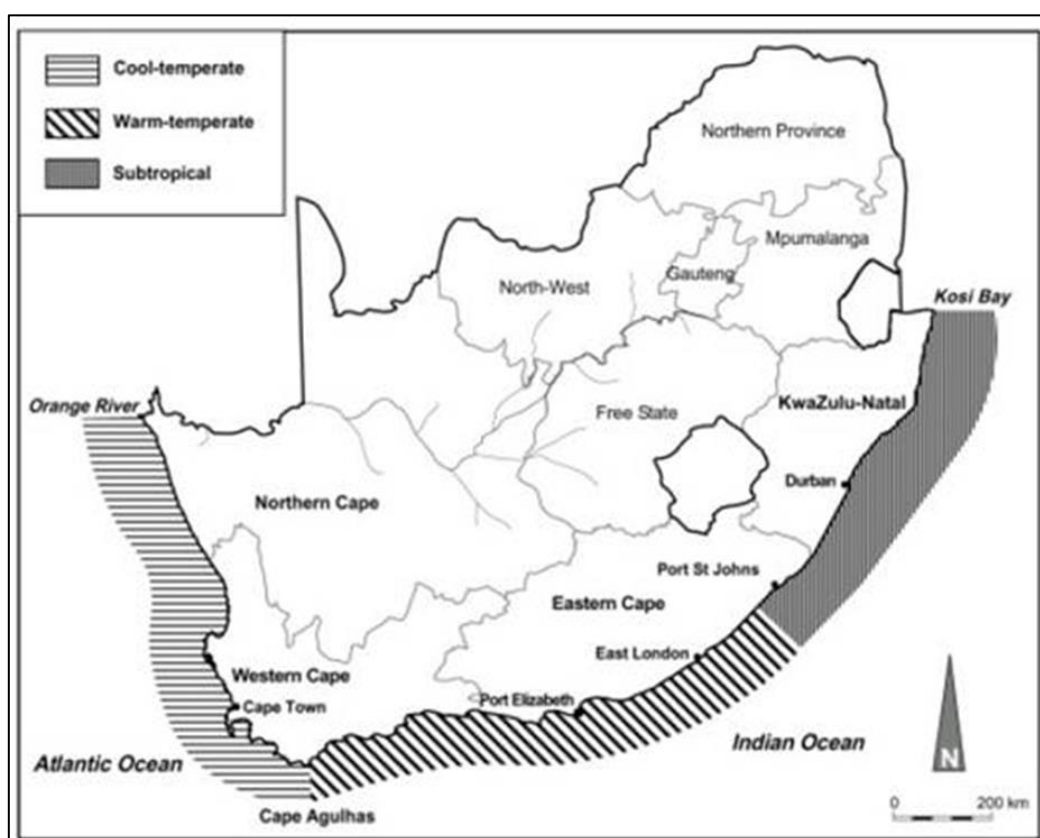 Cool-temperate
Warm-temperate
Subtropical
Northern Province
Mpumalanga
Gauteng
North-West
Kosi Bay
Orange River
Free State
KwaZulu-Natal
Durban
Northern Cape
Port St Johns
Eastern Cape
East London
Western Cape
Port Elizabeth
Cape Town
Indian Ocean
Atlantic Ocean
N
0 200 km
Cape Agulhas